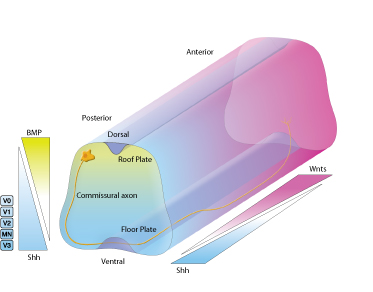 Anterior
Posterior
Dorsal
BMP
Roof Plate
Wnts
Commissural axon
V0
V1
V2
MN
V3
Floor Plate
Shh
Ventral
Shh